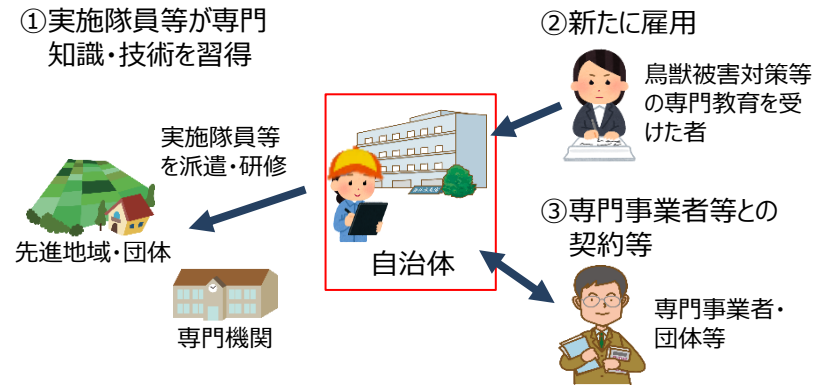 ①実施隊員等が専門
知識・技術を習得
実施隊員等
を派遣・研修
先進地域・団体
専門機関
自治体
②新たに雇用
鳥獣被害対策等
の専門教育を受
けた者
③専門事業者等との
契約等
専門事業者・
団体等